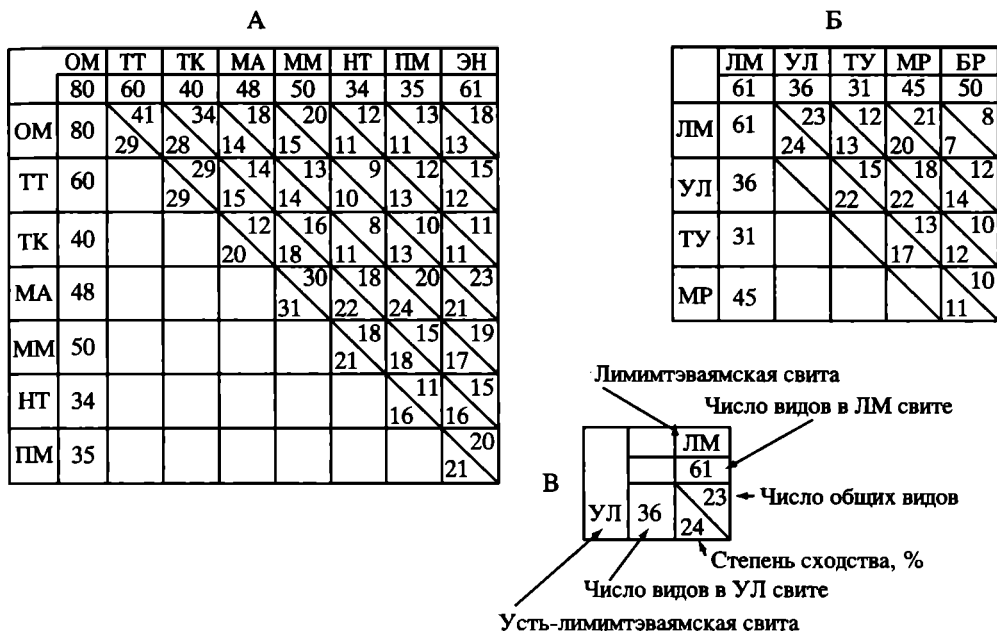 А
ОМ ТТ ТК МА ММ НТ ПМ ЭН
80 60 40 48 50 34 35 61
ОМ 80 41 29 34 28 18 14 20 15 12 11 13 11 18 13
ТТ 60 29 29 14 15 13 14 9 10 12 13 15 12
ТК 40 12 20 16 18 8 11 10 13 11 11
МА 48 30 31 18 22 20 24 23 21
ММ 50 18 21 15 18 19 17
НТ 34 11 16 15 16
ПМ 35 20 21
Б
ЛМ УЛ ТУ МР БР
61 36 31 45 50
ЛМ 61 23 24 12 13 21 20 8 7
УЛ 36 15 22 18 22 12 14
ТУ 31 13 17 10 12
МР 45 10 11
В
Лимимтэваямская свита
Число видов в ЛМ свите
ЛМ
61
УЛ 36 23 24
Число общих видов
Степень сходства, %
Число видов в УЛ свите
Усть-лимимтэваямская свита